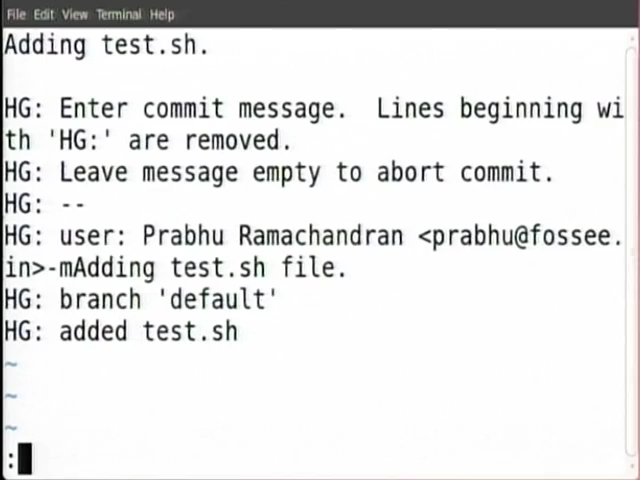 File Edit View Terminal Help
Adding test.sh.
HG: Enter commit message.  Lines beginning wi
th 'HG:' are removed.
HG: Leave message empty to abort commit.
HG: --
HG: user: Prabhu Ramachandran <prabhu@fossee.
in>-mAdding test.sh file.
HG: branch 'default'
HG: added test.sh
~
~
~
: